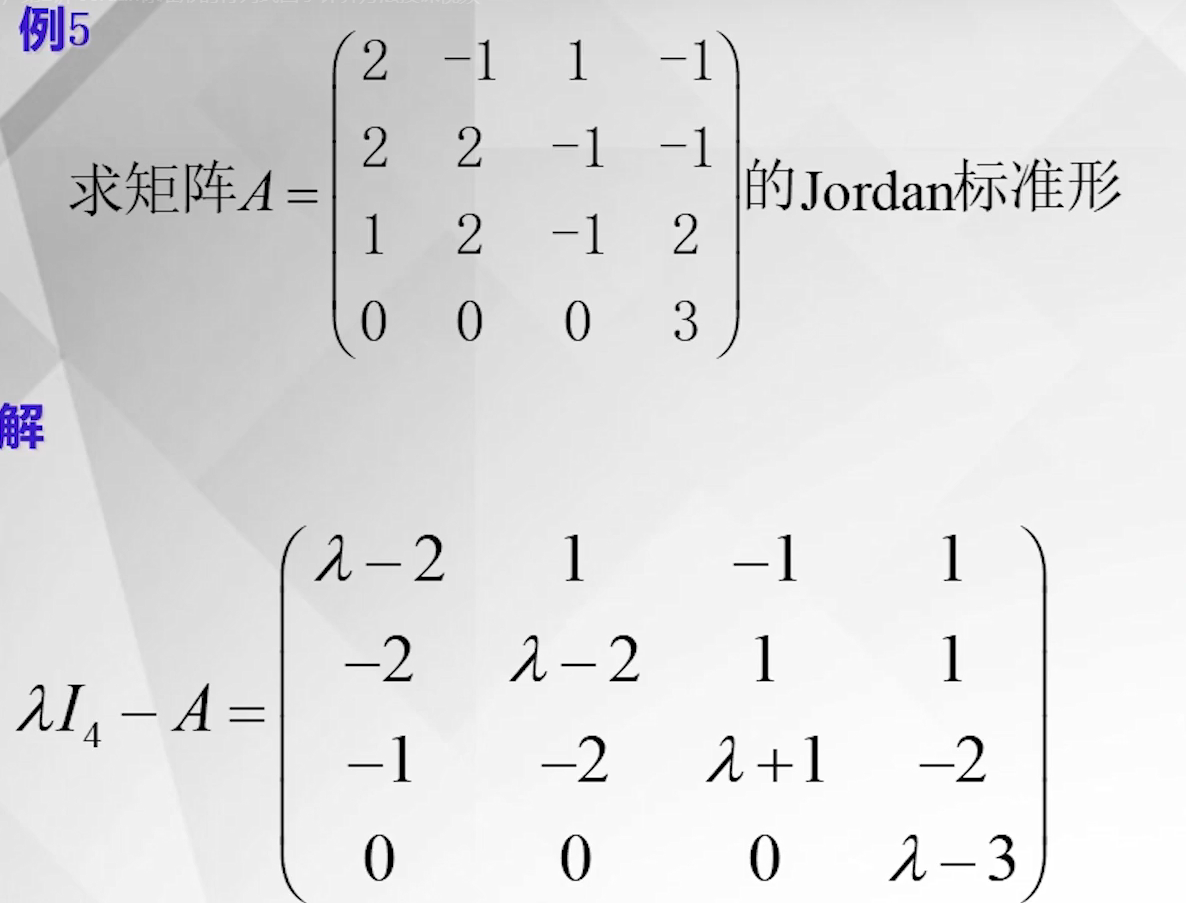 例5
求矩阵A = \begin{pmatrix} 2 & -1 & 1 & -1 \\ 2 & 2 & -1 & -1 \\ 1 & 2 & -1 & 2 \\ 0 & 0 & 0 & 3 \end{pmatrix} 的Jordan标准形
解
\lambda I_4 - A = \begin{pmatrix} \lambda-2 & 1 & -1 & 1 \\ -2 & \lambda-2 & 1 & 1 \\ -1 & -2 & \lambda+1 & -2 \\ 0 & 0 & 0 & \lambda-3 \end{pmatrix}